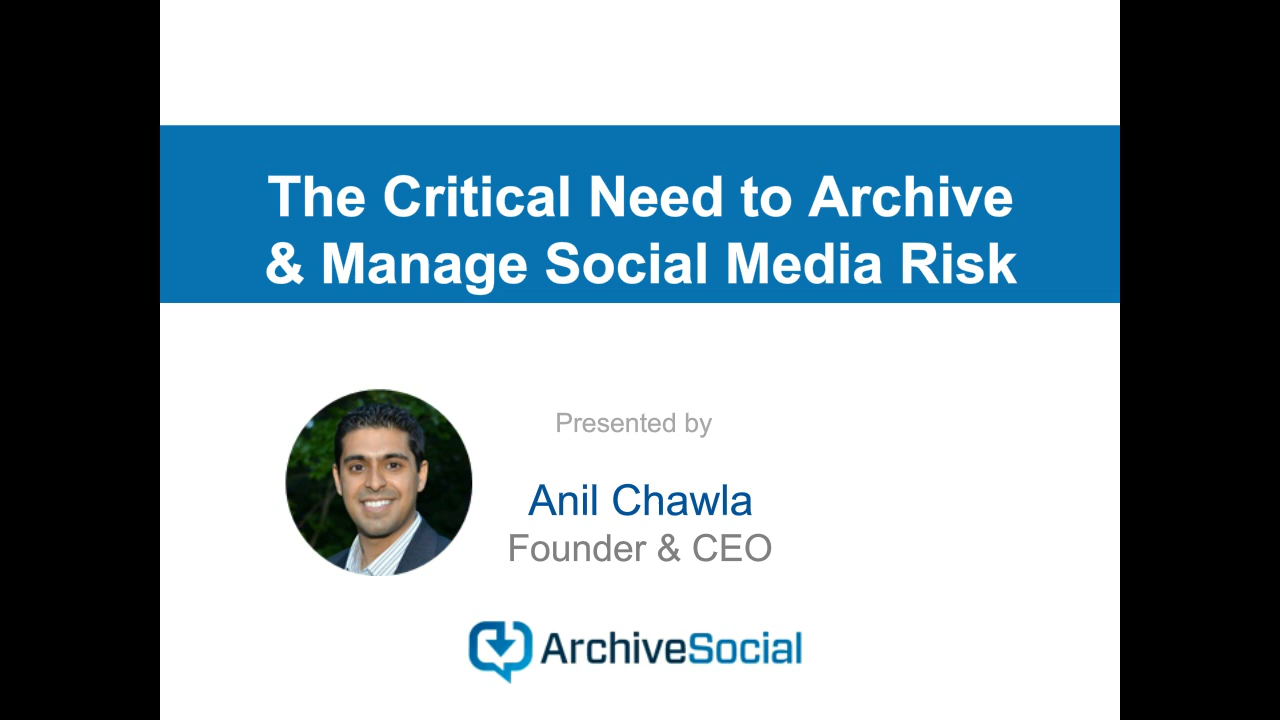 The Critical Need to Archive
& Manage Social Media Risk
Presented by
Anil Chawla
Founder & CEO
ArchiveSocial